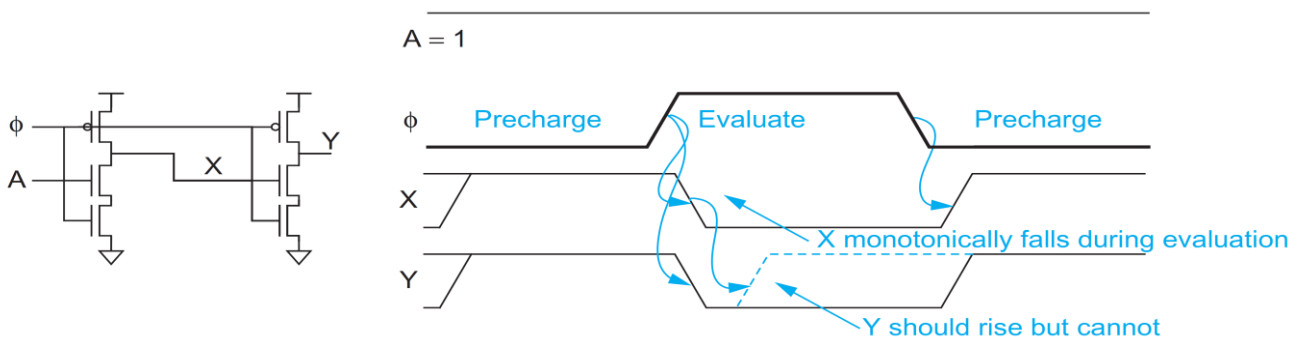 A = 1
ϕ
A
X
Y
ϕ
Precharge
Evaluate
Precharge
X
X monotonically falls during evaluation
Y
Y should rise but cannot